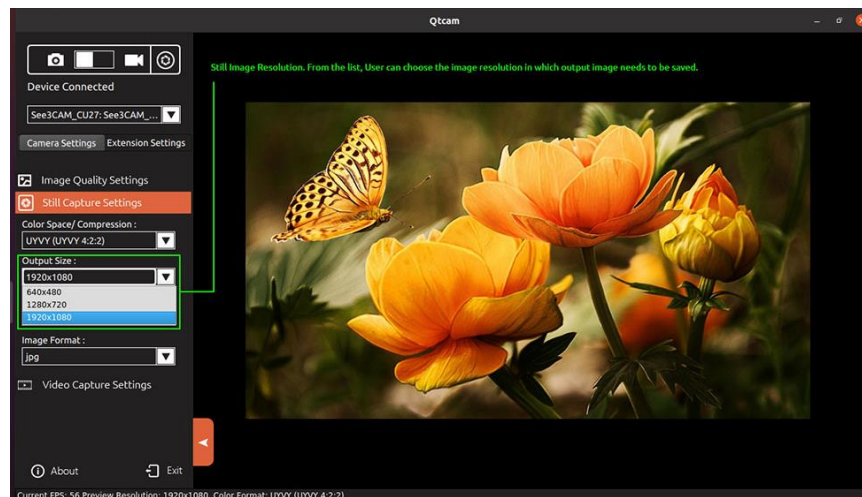 Qtcam
Still Image Resolution. From the list, User can choose the image resolution in which output image needs to be saved.
Device Connected
See3CAM_CU27: See3CAM_...
Camera Settings Extension Settings
Image Quality Settings
Still Capture Settings
Color Space/ Compression :
UYVY (UYVY 4:2:2)
Output Size :
1920x1080
640x480
1280x720
1920x1080
Image Format :
jpg
Video Capture Settings
About Exit
Current FPS: 56 Preview Resolution: 1920x1080 Color Format: UYVY (UYVY 4:2:2)